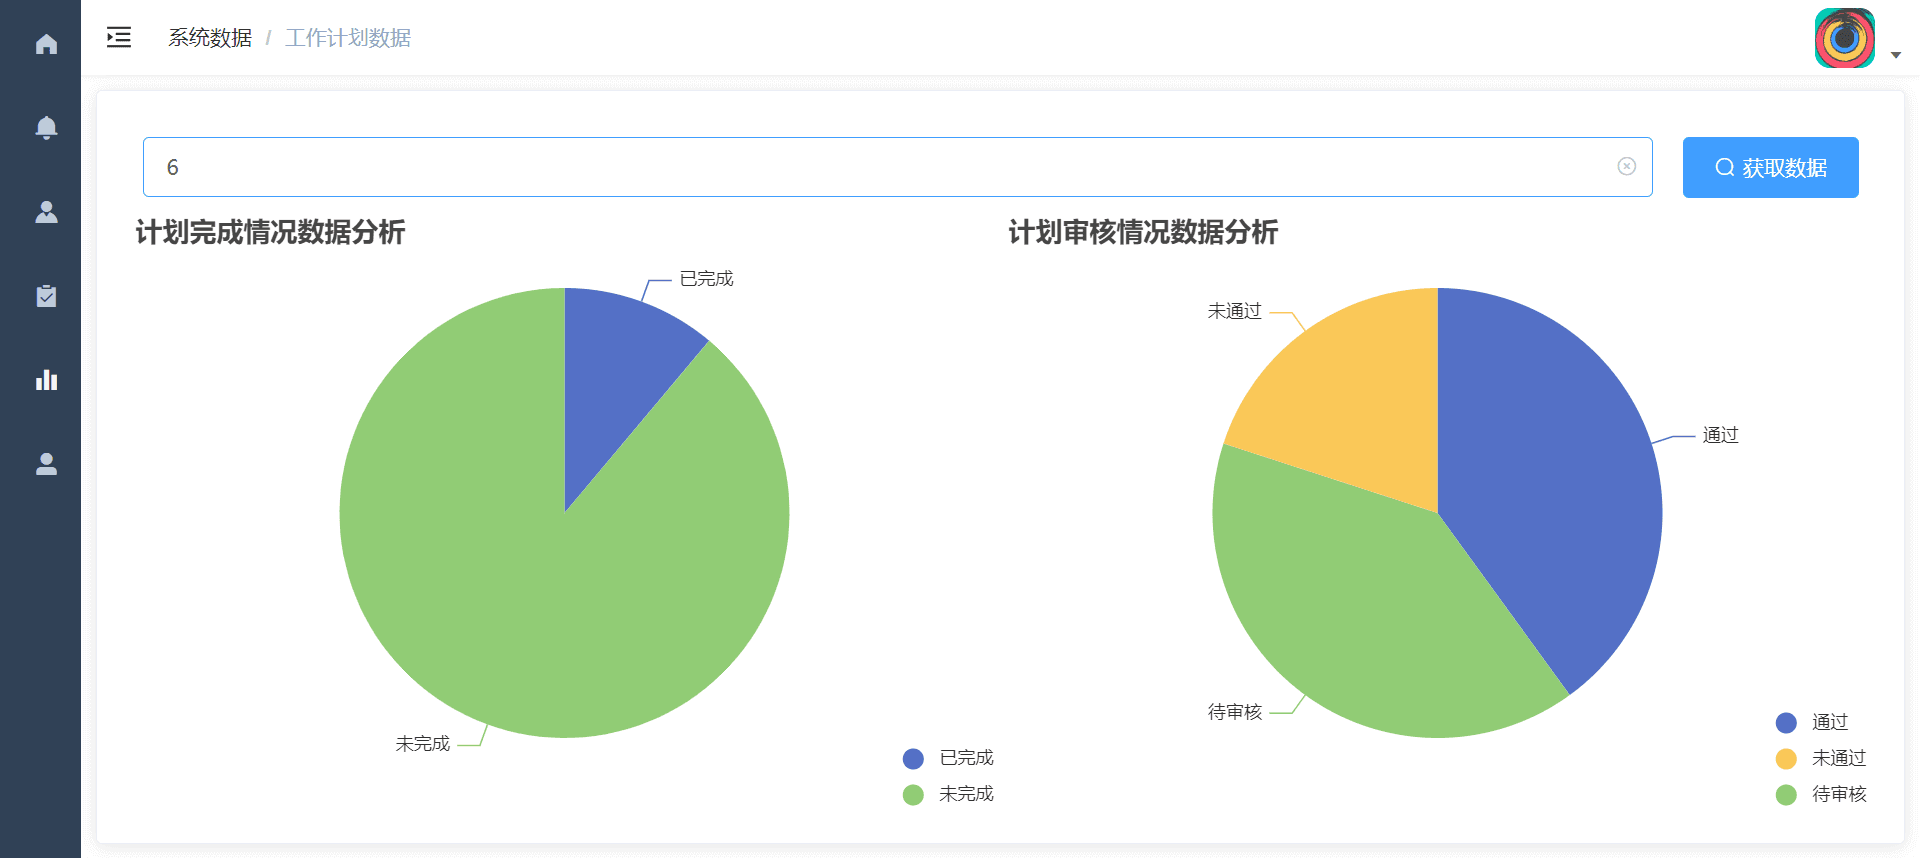 系统数据 / 工作计划数据
6
获取数据
计划完成情况数据分析
已完成
未完成
已完成
未完成
计划审核情况数据分析
未通过
通过
待审核
通过
未通过
待审核